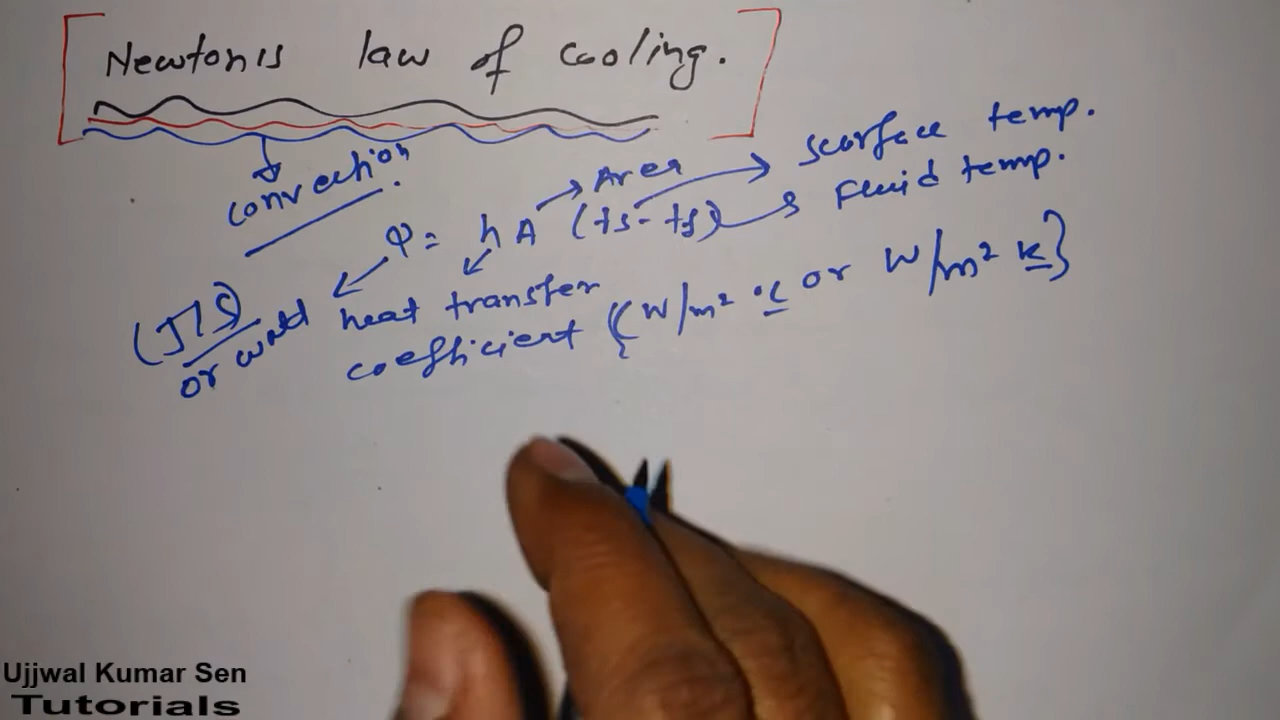 Newton's law of cooling.
convection.
Area
surface temp.
Q = h A (ts - tf)
Fluid temp.
(J/S)
or watt
heat transfer
coefficient { W/m² °C or W/m² K }
Ujjwal Kumar Sen
Tutorials